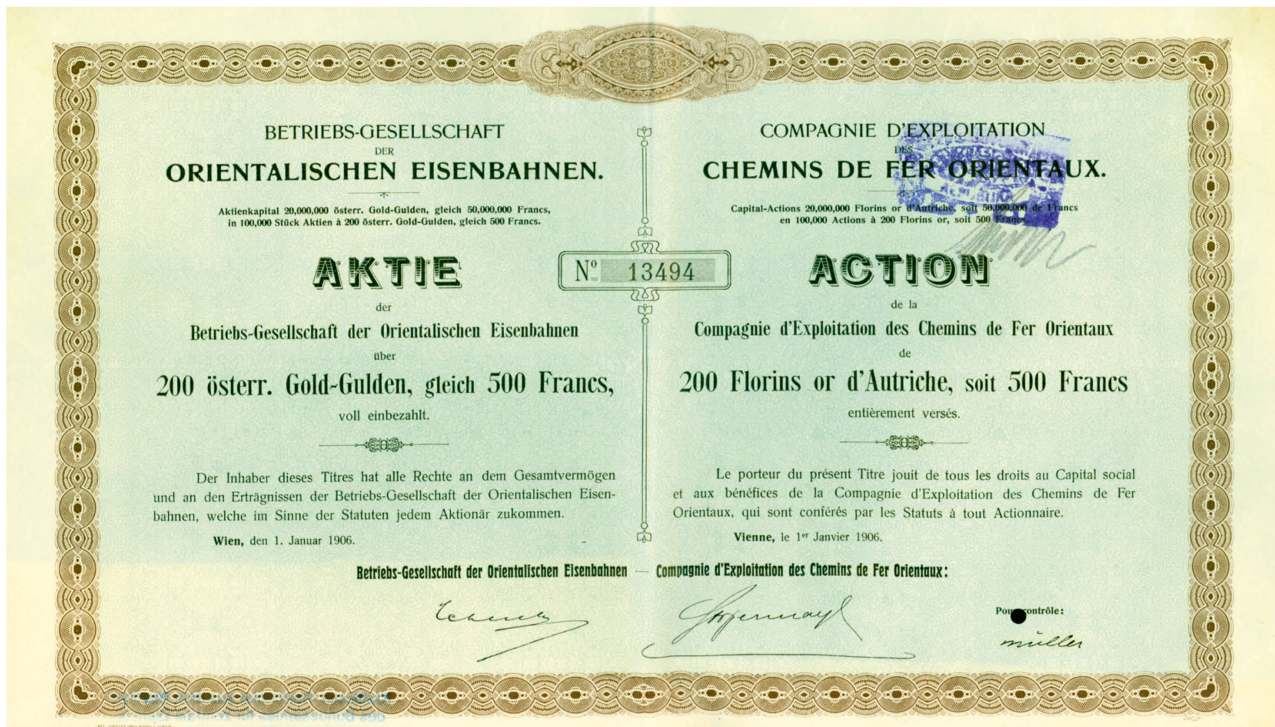 BETRIEBS-GESELLSCHAFT
DER
ORIENTALISCHEN EISENBAHNEN.
Aktienkapital 20,000,000 österr. Gold-Gulden, gleich 50,000,000 Francs,
in 100,000 Stück Aktien à 200 österr. Gold-Gulden, gleich 500 Francs.
AKTIE
der
Betriebs-Gesellschaft der Orientalischen Eisenbahnen
über
200 österr. Gold-Gulden, gleich 500 Francs,
voll einbezahlt.
Der Inhaber dieses Titres hat alle Rechte an dem Gesamtvermögen
und an den Erträgnissen der Betriebs-Gesellschaft der Orientalischen Eisen-
bahnen, welche im Sinne der Statuten jedem Aktionär zukommen.
Wien, den 1. Januar 1906.
Nº 13494
COMPAGNIE D'EXPLOITATION
DES
CHEMINS DE FER ORIENTAUX.
Capital-Actions 20,000,000 Florins or d'Autriche, soit 50,000,000 de Francs
en 100,000 Actions à 200 Florins or, soit 500 Francs.
ACTION
de la
Compagnie d'Exploitation des Chemins de Fer Orientaux
de
200 Florins or d'Autriche, soit 500 Francs
entièrement versés.
Le porteur du présent Titre jouit de tous les droits au Capital social
et aux bénéfices de la Compagnie d'Exploitation des Chemins de Fer
Orientaux, qui sont conférés par les Statuts à tout Actionnaire.
Vienne, le 1er Janvier 1906.
Betriebs-Gesellschaft der Orientalischen Eisenbahnen — Compagnie d'Exploitation des Chemins de Fer Orientaux:
Pour contrôle:
müller